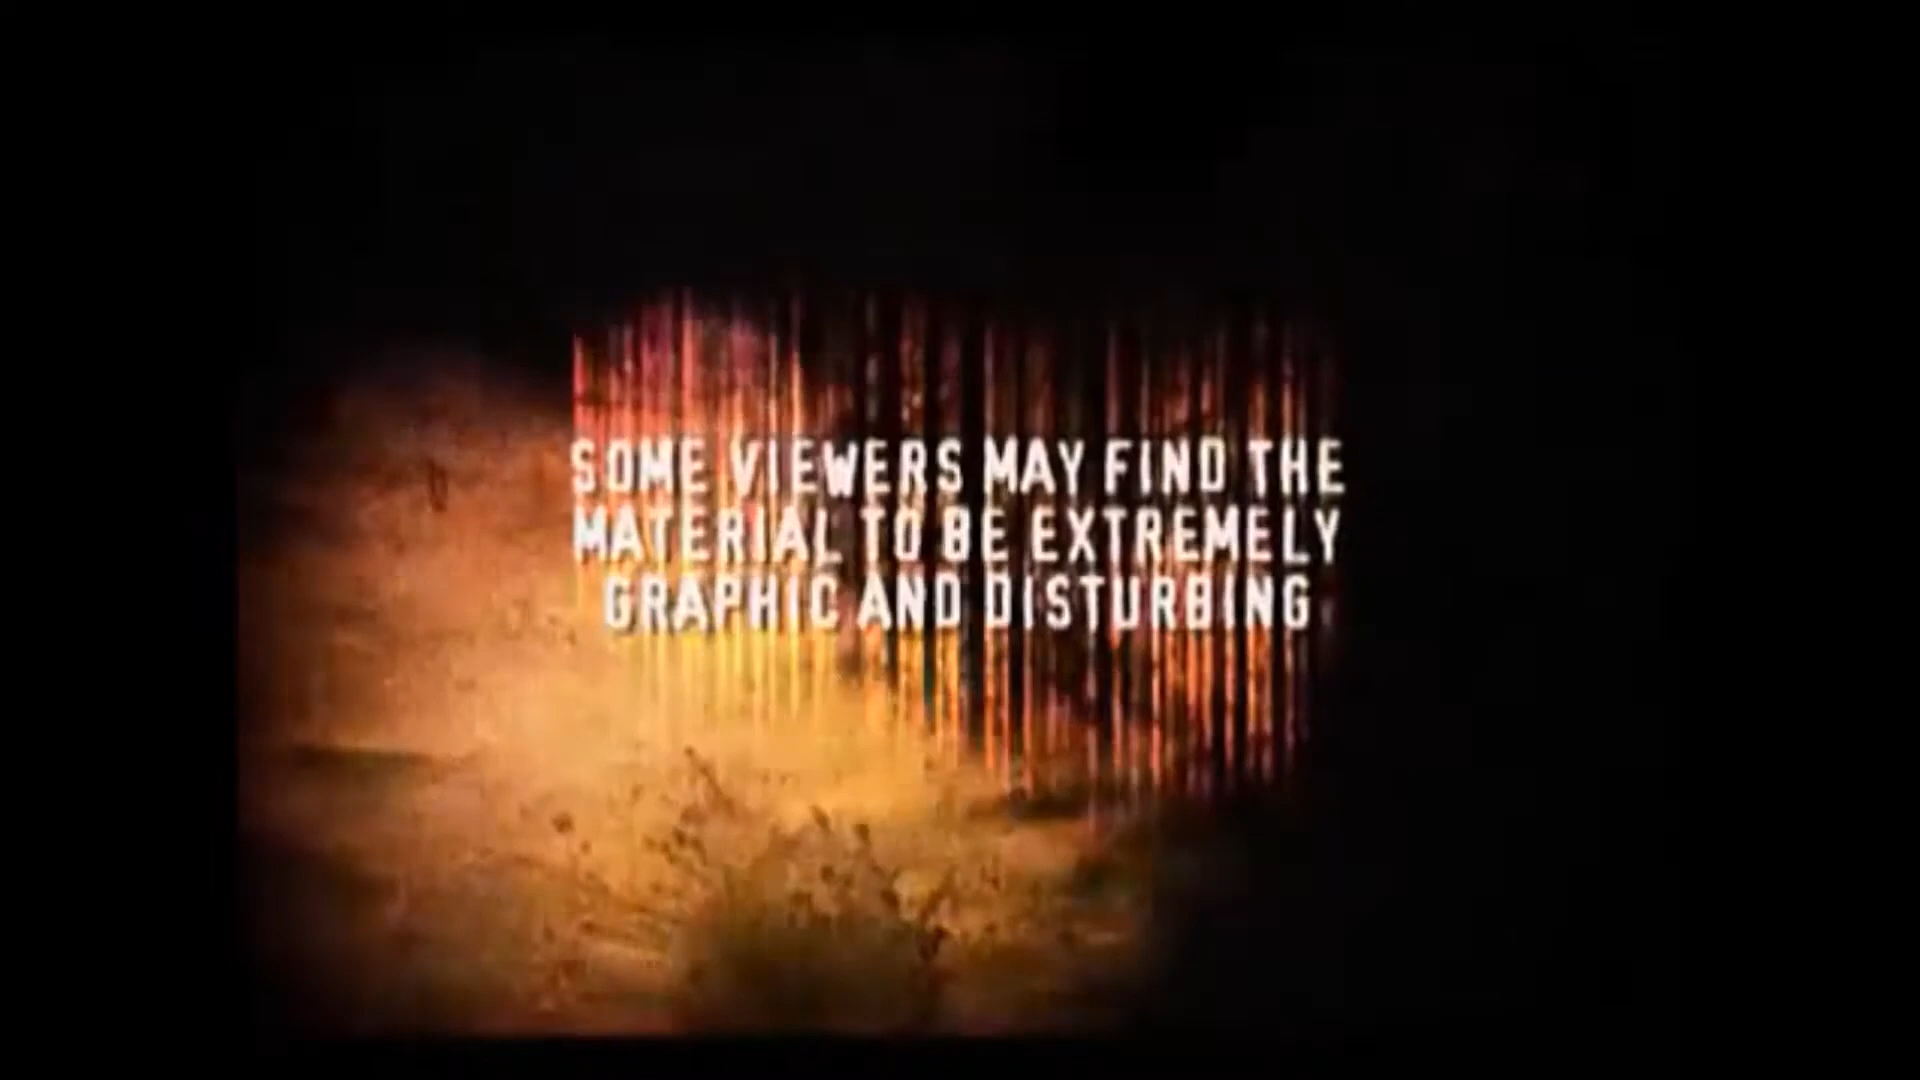 SOME VIEWERS MAY FIND THE
MATERIAL TO BE EXTREMELY
GRAPHIC AND DISTURBING